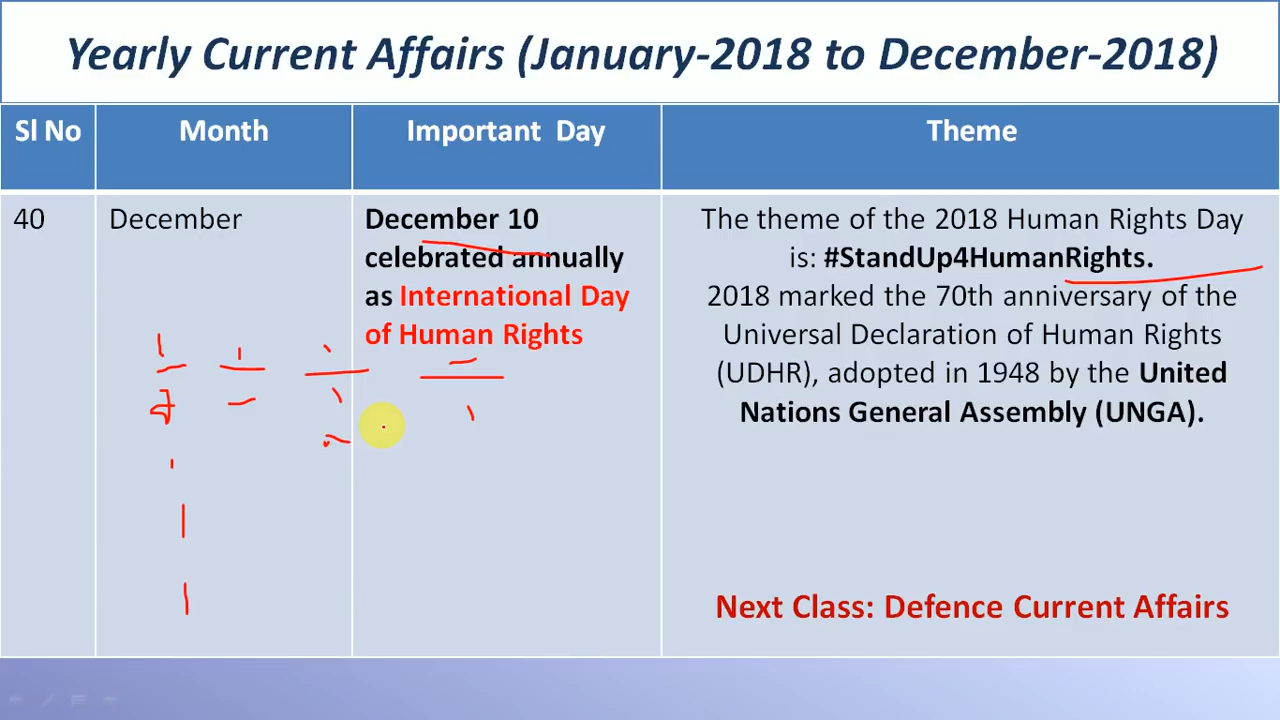 Yearly Current Affairs (January-2018 to December-2018)
Sl No Month Important Day Theme
40 December
December 10
celebrated annually
as International Day
of Human Rights
The theme of the 2018 Human Rights Day
is: #StandUp4HumanRights.
2018 marked the 70th anniversary of the
Universal Declaration of Human Rights
(UDHR), adopted in 1948 by the United
Nations General Assembly (UNGA).
Next Class: Defence Current Affairs